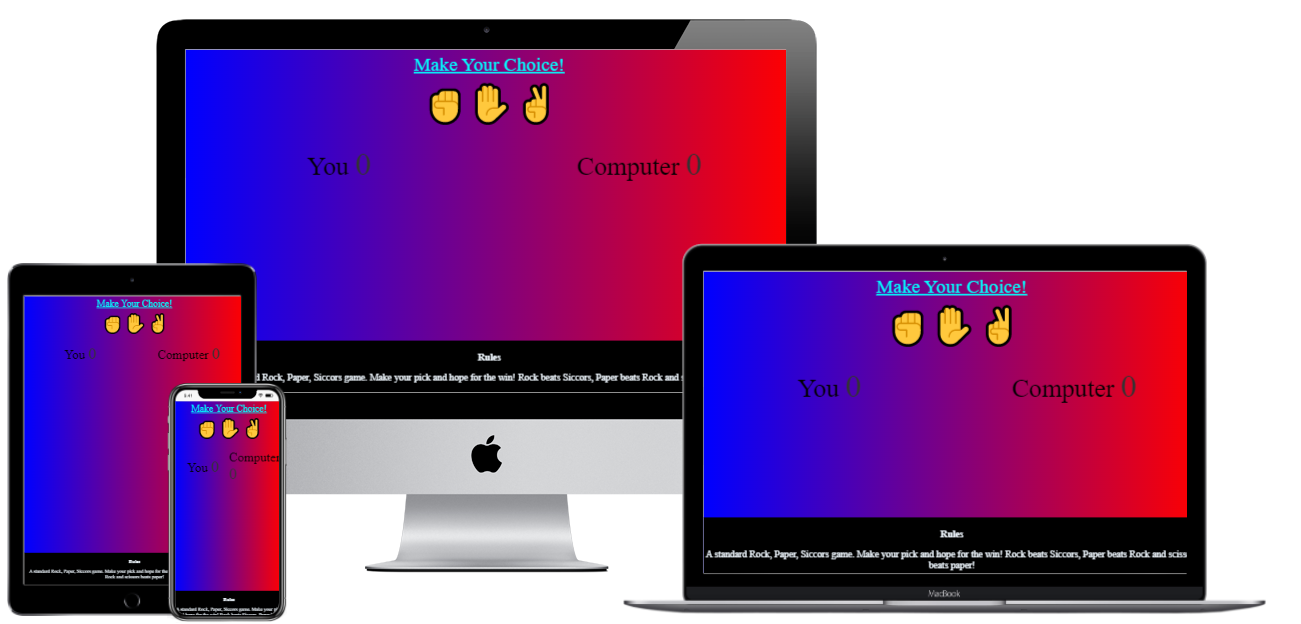 Make Your Choice!
You 0
Computer 0
Rules
d Rock, Paper, Siccors game. Make your pick and hope for the win! Rock beats Siccors, Paper beats Rock and s
Make Your Choice!
You 0
Computer 0
Rules
A standard Rock, Paper, Siccors game. Make your pick and hope for the
Rock and scissors beats paper!
3:41
Make Your Choice!
You 0
Computer
0
Rules
A standard Rock, Paper, Siccors game. Make your
Make Your Choice!
You 0
Computer 0
Rules
A standard Rock, Paper, Siccors game. Make your pick and hope for the win! Rock beats Siccors, Paper beats Rock and sciss
beats paper!
MacBook